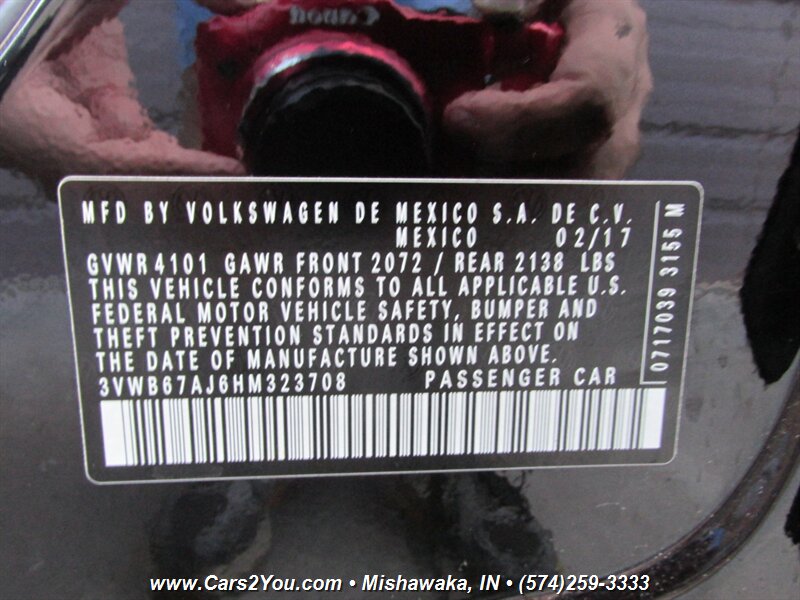 Canon
MFD BY VOLKSWAGEN DE MEXICO S.A. DE C.V.
MEXICO 02/17
GVWR 4101 GAWR FRONT 2072 / REAR 2138 LBS
THIS VEHICLE CONFORMS TO ALL APPLICABLE U.S.
FEDERAL MOTOR VEHICLE SAFETY, BUMPER AND
THEFT PREVENTION STANDARDS IN EFFECT ON
THE DATE OF MANUFACTURE SHOWN ABOVE.
3VWB67AJ6HM323708 PASSENGER CAR
0717039 3155 M
www.Cars2You.com • Mishawaka, IN • (574)259-3333